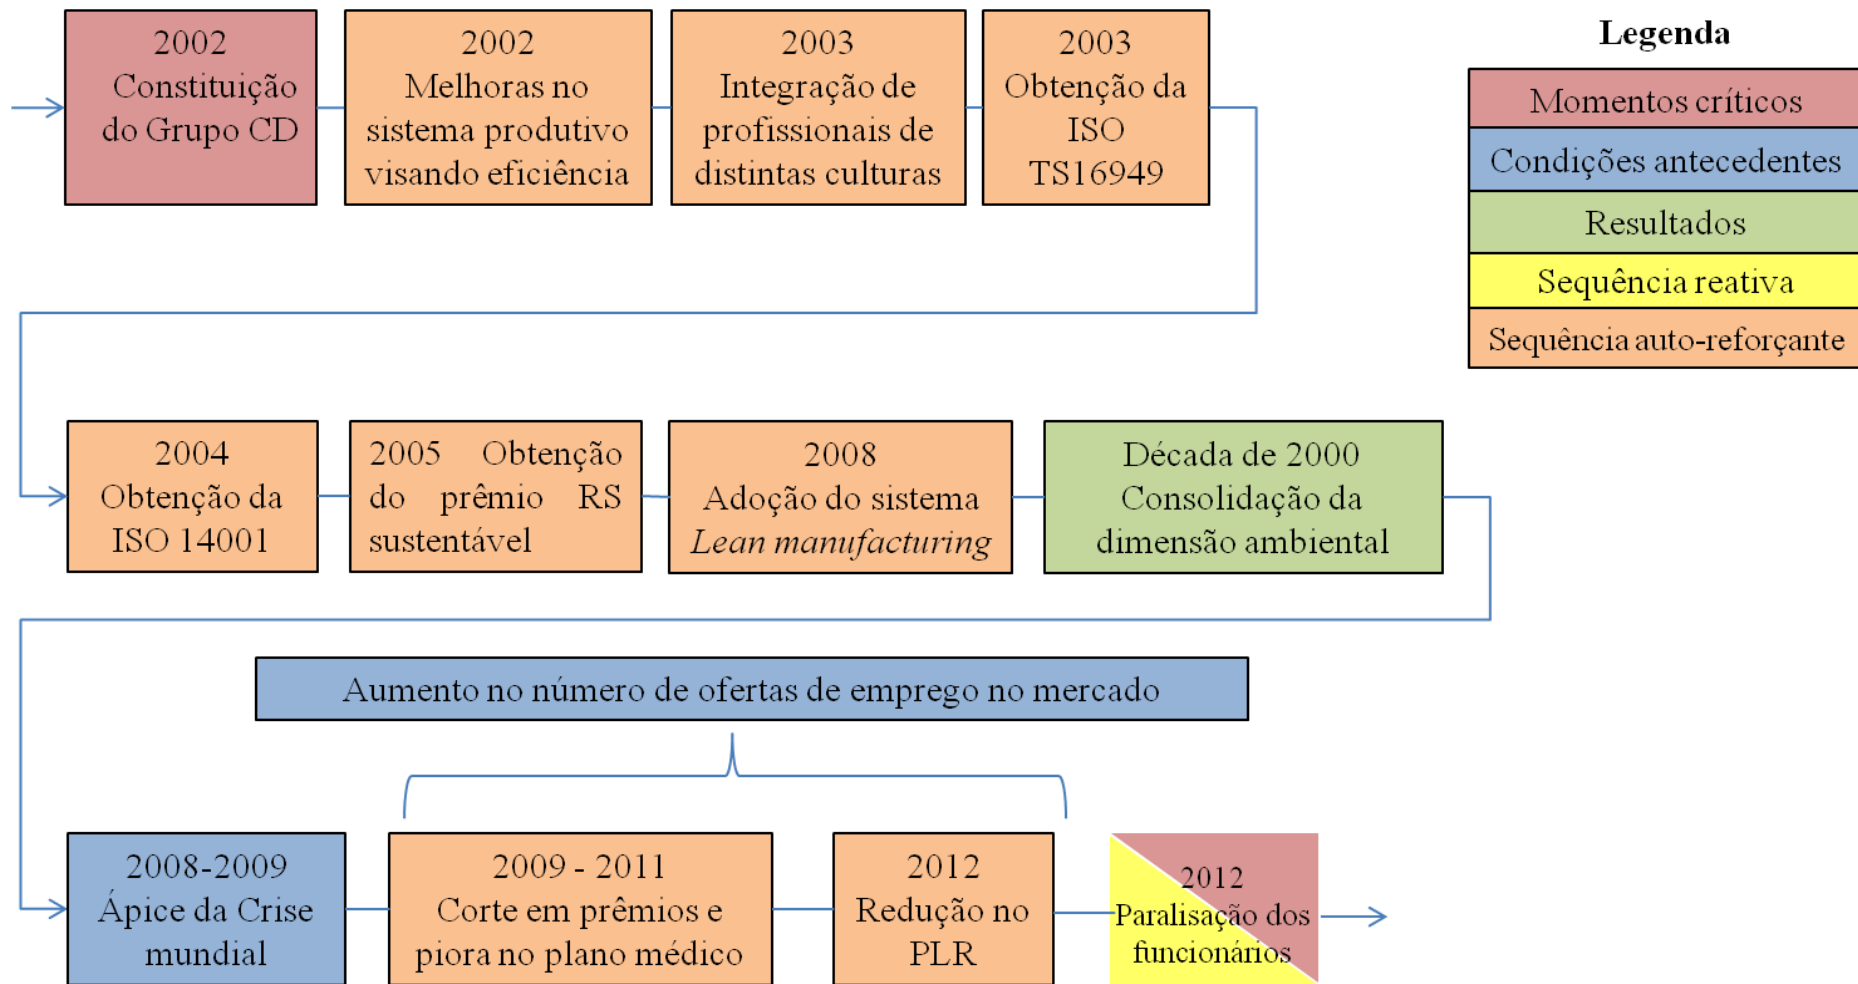 2002
Constituição
do Grupo CD
2002
Melhoras no
sistema produtivo
visando eficiência
2003
Integração de
profissionais de
distintas culturas
2003
Obtenção da
ISO
TS16949
Legenda
Momentos críticos
Condições antecedentes
Resultados
Sequência reativa
Sequência auto-reforçante
2004
Obtenção da
ISO 14001
2005 Obtenção
do prêmio RS
sustentável
2008
Adoção do sistema
Lean manufacturing
Década de 2000
Consolidação da
dimensão ambiental
Aumento no número de ofertas de emprego no mercado
2008-2009
Ápice da Crise
mundial
2009 - 2011
Corte em prêmios e
piora no plano médico
2012
Redução no
PLR
2012
Paralisação dos
funcionários